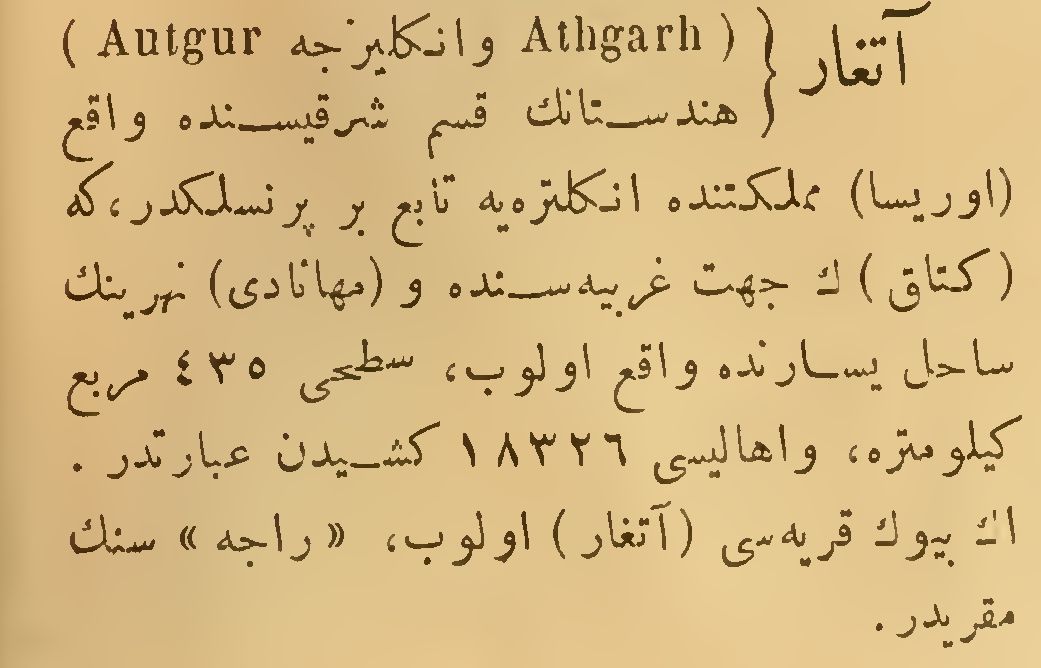 آتغار { ( Athgarh وانكليزجه Autgur )
هندستانك قسم شرقيسنده واقع
(اوريسا) مملكتنده انكلترهيه تابع بر پرنسلكدر، كه
( كتاق ) ك جهت غربيه سنده و (مهانادى) نهرينك
ساحل يسارنده واقع اولوب، سطحى ٤٣٥ مربع
كيلومتره، واهاليسى ١٨٣٢٦ كشيدن عبارتدر .
اڭ بيوك قريه سى (آتغار) اولوب، « راجه » سنك
مقريدر .